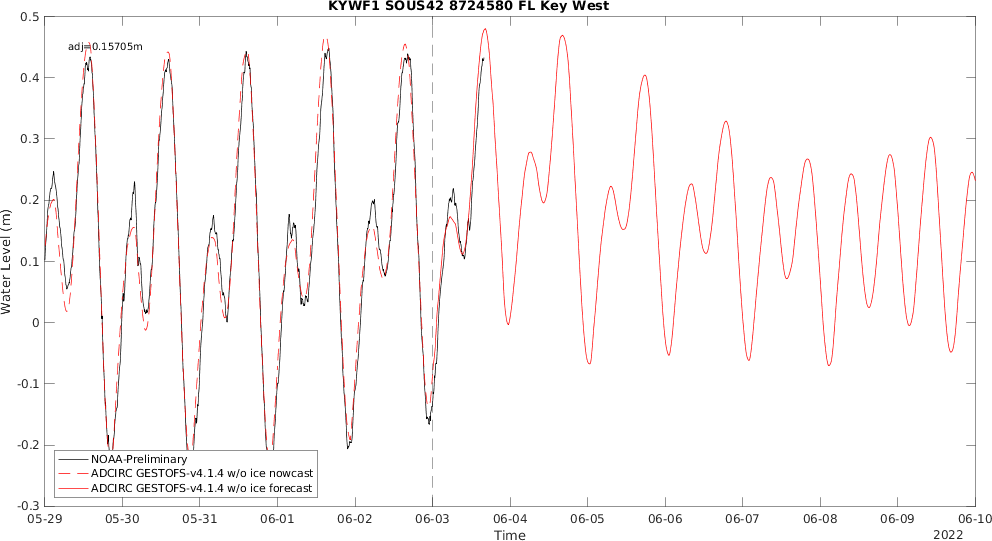 KYWF1 SOUS42 8724580 FL Key West
adj=0.15705m
0.5
0.4
0.3
0.2
0.1
0
-0.1
-0.2
-0.3
Water Level (m)
NOAA-Preliminary
ADCIRC GESTOFS-v4.1.4 w/o ice nowcast
ADCIRC GESTOFS-v4.1.4 w/o ice forecast
05-29 05-30 05-31 06-01 06-02 06-03 06-04 06-05 06-06 06-07 06-08 06-09 06-10
Time
2022